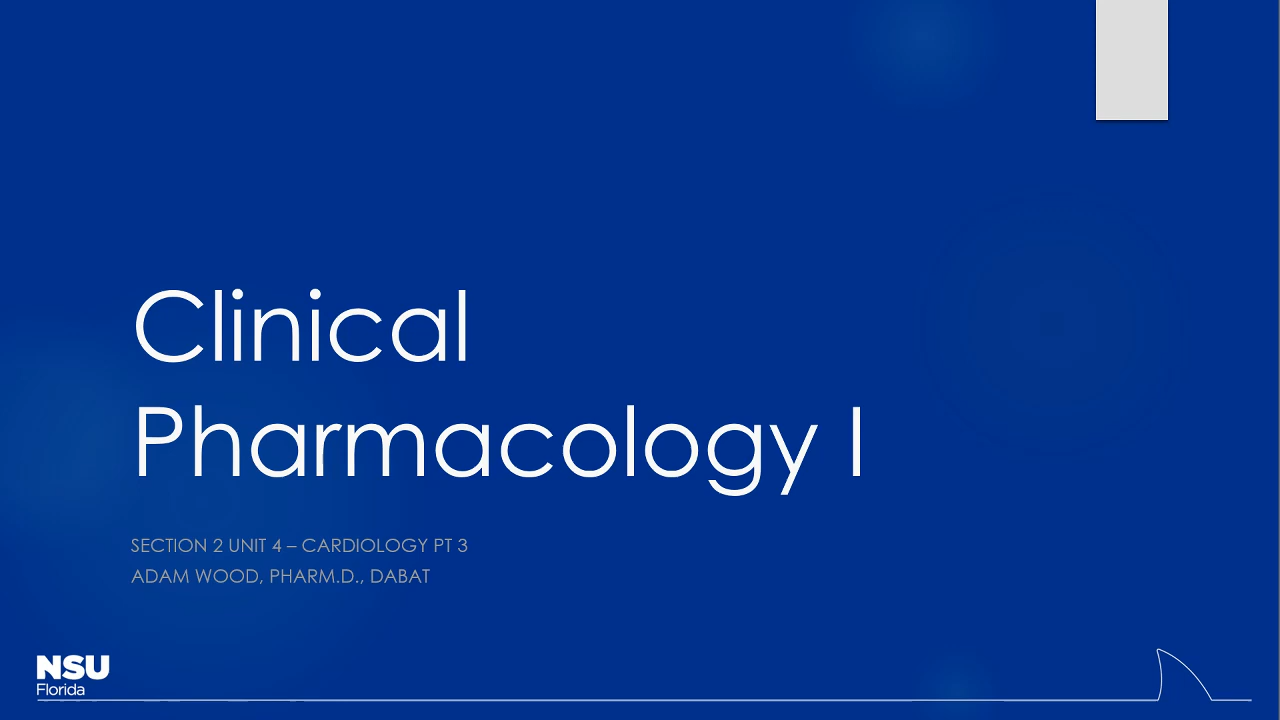 Clinical
Pharmacology I
SECTION 2 UNIT 4 – CARDIOLOGY PT 3
ADAM WOOD, PHARM.D., DABAT
NSU
Florida